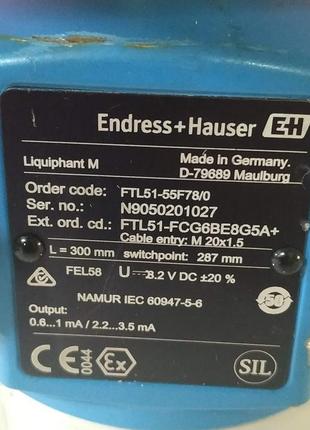 Endress+Hauser EH
Liquiphant M
Made in Germany.
D-79689 Maulburg
Order code: FTL51-55F78/0
Ser. no.: N9050201027
Ext. ord. cd.: FTL51-FCG6BE8G5A+
Cable entry: M 20x1.5
L = 300 mm switchpoint: 287 mm
FEL58 U 8.2 V DC ±20 %
NAMUR IEC 60947-5-6
Output:
0.6...1 mA / 2.2...3.5 mA
CE 0044 Ex SIL